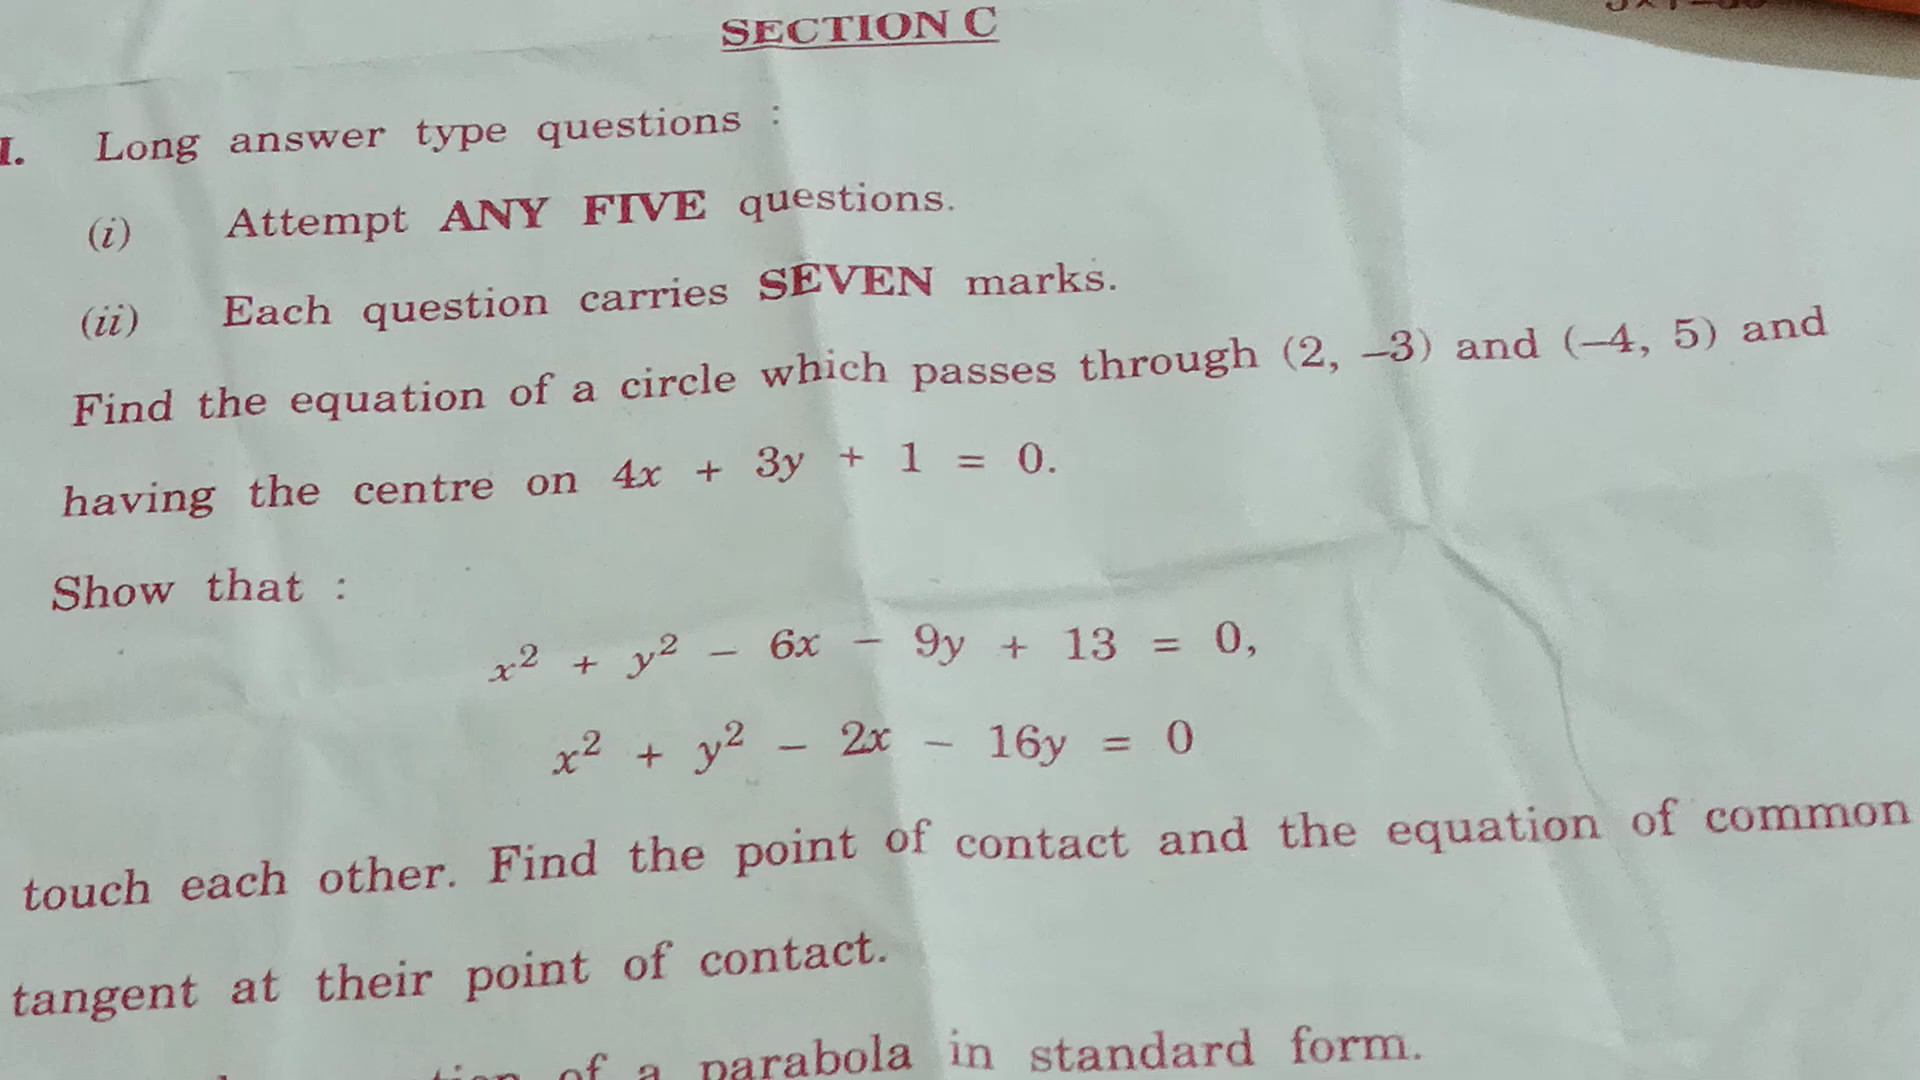 SECTION C
I. Long answer type questions :
(i) Attempt ANY FIVE questions.
(ii) Each question carries SEVEN marks.
Find the equation of a circle which passes through (2, –3) and (–4, 5) and
having the centre on 4x + 3y + 1 = 0.
Show that :
x² + y² – 6x – 9y + 13 = 0,
x² + y² – 2x – 16y = 0
touch each other. Find the point of contact and the equation of common
tangent at their point of contact.
of a parabola in standard form.